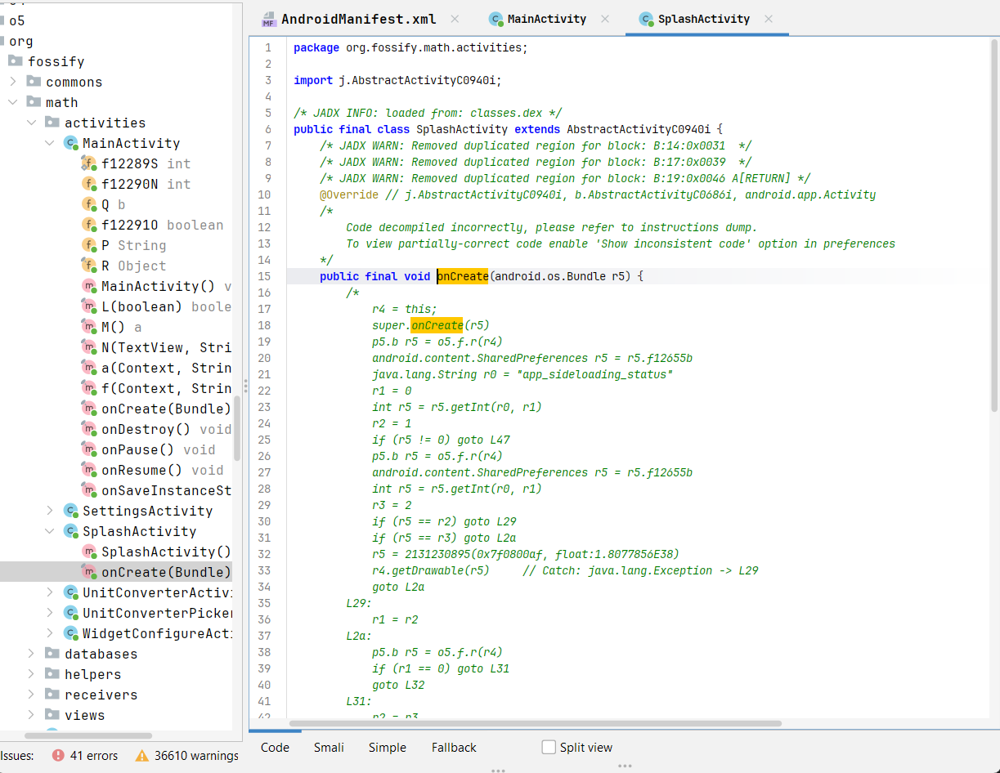 o5
org
fossify
commons
math
activities
MainActivity
f12289S int
f12290N int
Q b
f12291O boolean
P String
R Object
MainActivity() v
L(boolean) boole
M() a
N(TextView, Stri
a(Context, Strin
f(Context, Strin
onCreate(Bundle)
onDestroy() void
onPause() void
onResume() void
onSaveInstanceSt
SettingsActivity
SplashActivity
SplashActivity()
onCreate(Bundle)
UnitConverterActivi
UnitConverterPicker
WidgetConfigureActi
databases
helpers
receivers
views
Issues: 41 errors 36610 warnings
MF AndroidManifest.xml
MainActivity
SplashActivity
1 package org.fossify.math.activities;
2
3 import j.AbstractActivityC0940i;
4
5 /* JADX INFO: loaded from: classes.dex */
6 public final class SplashActivity extends AbstractActivityC0940i {
7 /* JADX WARN: Removed duplicated region for block: B:14:0x0031  */
8 /* JADX WARN: Removed duplicated region for block: B:17:0x0039  */
9 /* JADX WARN: Removed duplicated region for block: B:19:0x0046 A[RETURN] */
10 @Override // j.AbstractActivityC0940i, b.AbstractActivityC0686i, android.app.Activity
11 /*
12 Code decompiled incorrectly, please refer to instructions dump.
13 To view partially-correct code enable 'Show inconsistent code' option in preferences
14 */
15 public final void onCreate(android.os.Bundle r5) {
16 /*
17 r4 = this;
18 super.onCreate(r5)
19 p5.b r5 = o5.f.r(r4)
20 android.content.SharedPreferences r5 = r5.f12655b
21 java.lang.String r0 = "app_sideloading_status"
22 r1 = 0
23 int r5 = r5.getInt(r0, r1)
24 r2 = 1
25 if (r5 != 0) goto L47
26 p5.b r5 = o5.f.r(r4)
27 android.content.SharedPreferences r5 = r5.f12655b
28 int r5 = r5.getInt(r0, r1)
29 r3 = 2
30 if (r5 == r2) goto L29
31 if (r5 == r3) goto L2a
32 r5 = 2131230895(0x7f0800af, float:1.8077856E38)
33 r4.getDrawable(r5)     // Catch: java.lang.Exception -> L29
34 goto L2a
35 L29:
36 r1 = r2
37 L2a:
38 p5.b r5 = o5.f.r(r4)
39 if (r1 == 0) goto L31
40 goto L32
41 L31:
42 r2 = r3
Code Smali Simple Fallback Split view